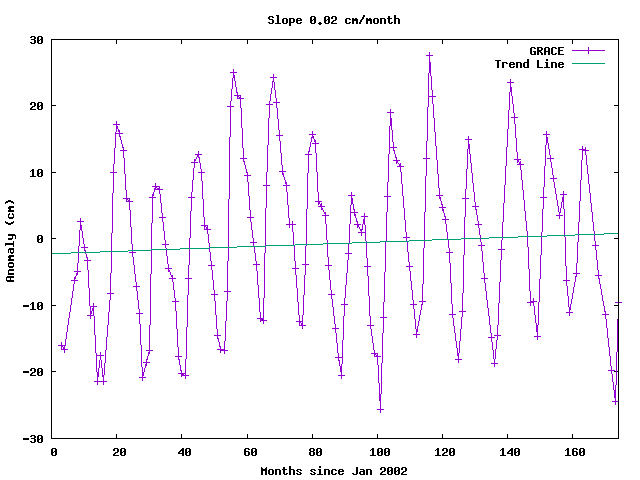 Slope 0.02 cm/month
GRACE
Trend Line
30
20
10
0
-10
-20
-30
Anomaly (cm)
0 20 40 60 80 100 120 140 160
Months since Jan 2002